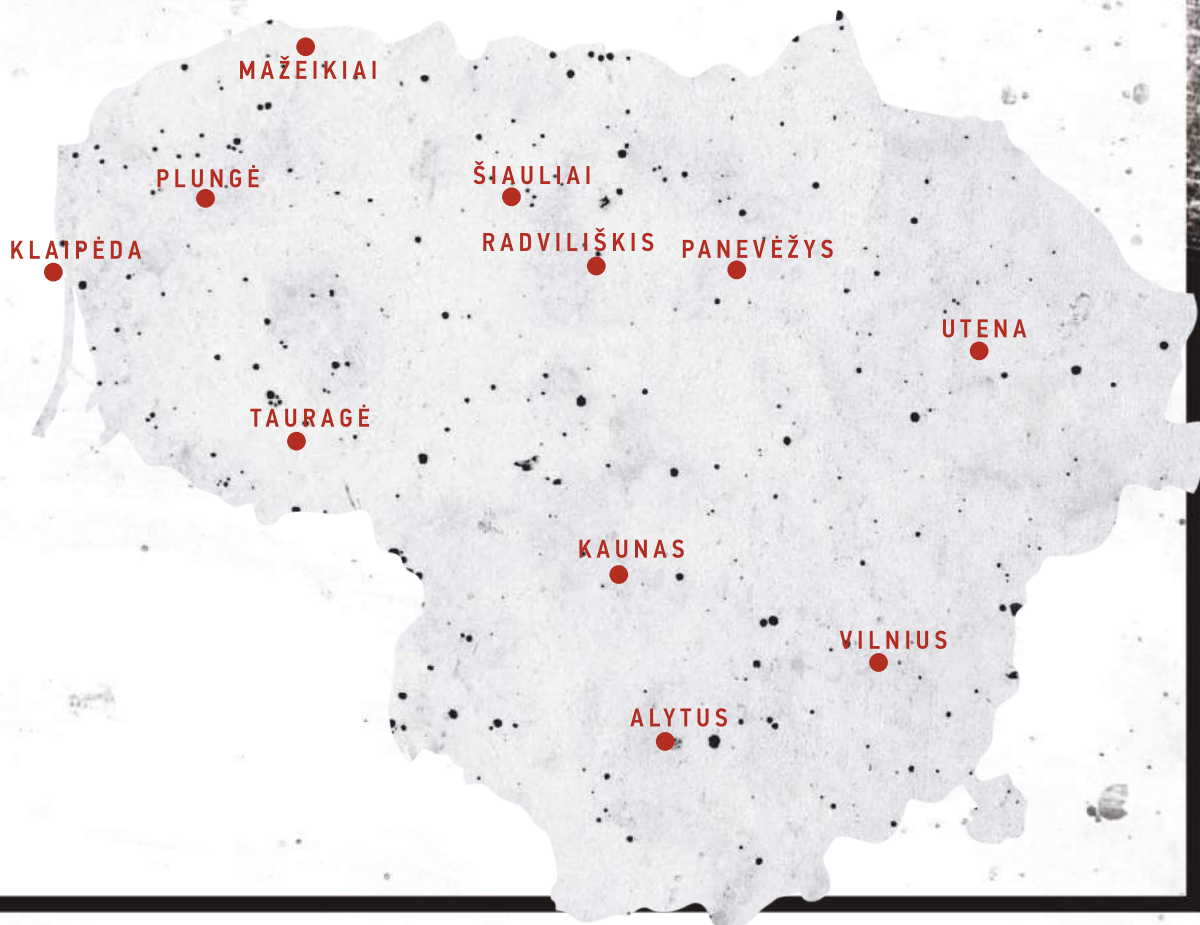 MAŽEIKIAI
PLUNGĖ
ŠIAULIAI
KLAIPĖDA
RADVILIŠKIS
PANEVĖŽYS
UTENA
TAURAGĖ
KAUNAS
VILNIUS
ALYTUS